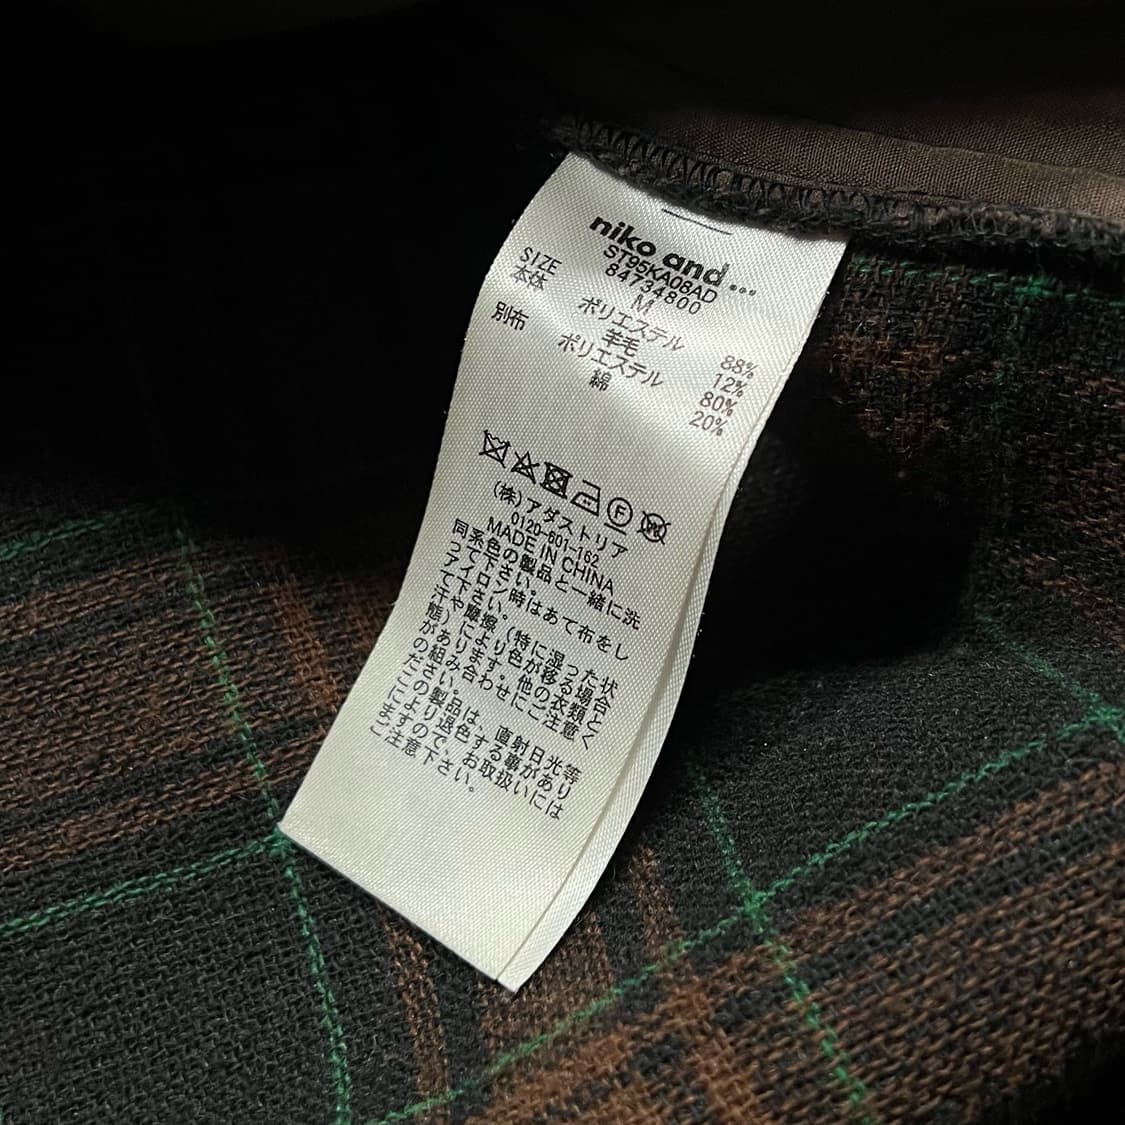 niko and ...
ST95KA08AD
84734800
SIZE M
本体 ポリエステル 88%
羊毛 12%
別布 ポリエステル 80%
綿 20%
F
W
(株)アダストリア
0120-601-162
MADE IN CHINA
同系色の製品と一緒に洗
って下さい。
アイロン時はあて布をし
て下さい。
汗や摩擦(特に湿った状
態)により色が移る場合
があります。他の衣類と
の組み合わせにご注意く
ださい。
この製品は、直射日光等
により退色する事があり
ますので、お取扱いには
ご注意下さい。